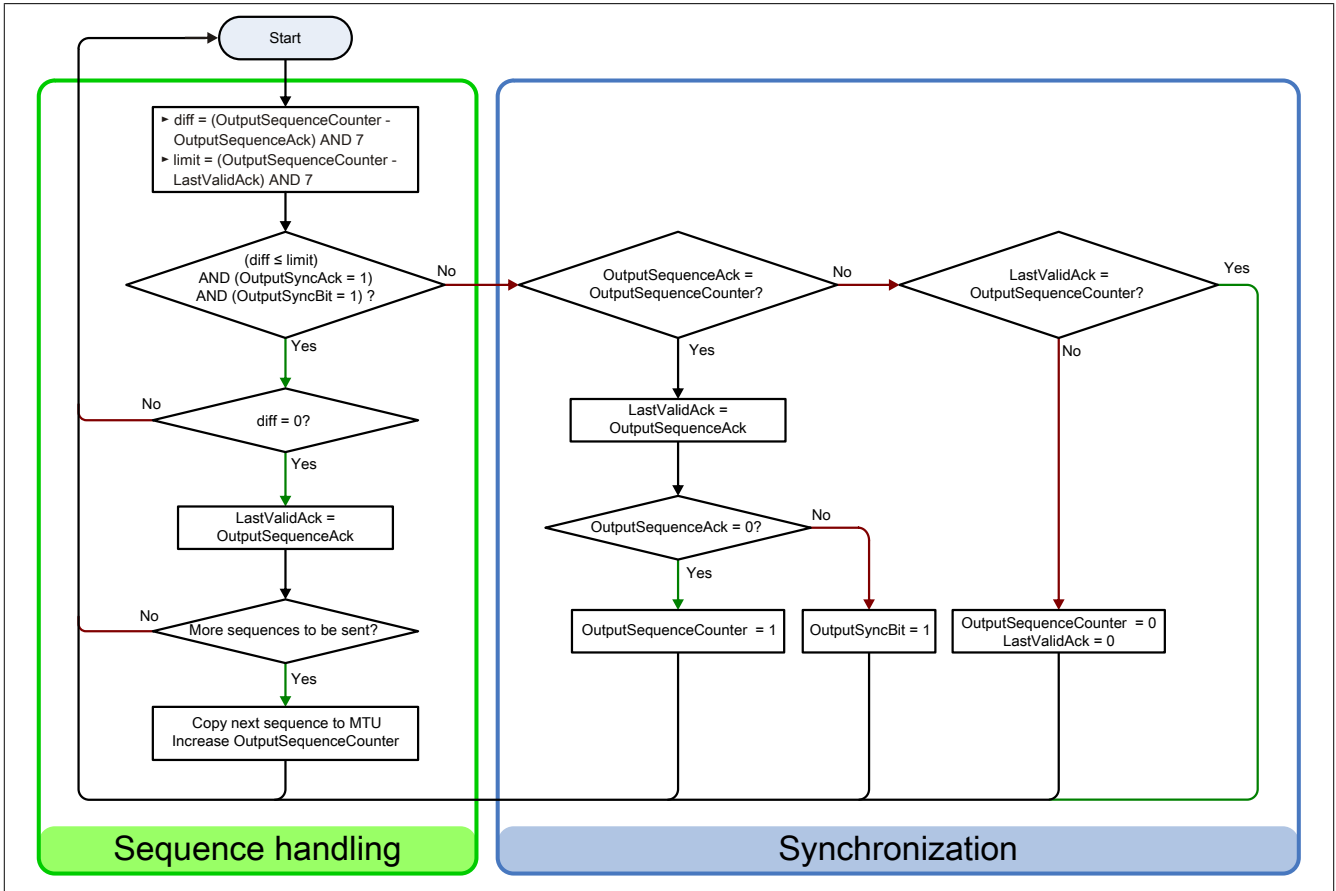 Start
► diff = (OutputSequenceCounter -
OutputSequenceAck) AND 7
► limit = (OutputSequenceCounter -
LastValidAck) AND 7
(diff ≤ limit)
AND (OutputSyncAck = 1)
AND (OutputSyncBit = 1) ?
No
Yes
diff = 0?
No
Yes
LastValidAck =
OutputSequenceAck
More sequences to be sent?
No
Yes
Copy next sequence to MTU
Increase OutputSequenceCounter
Sequence handling
OutputSequenceAck =
OutputSequenceCounter?
No
Yes
LastValidAck =
OutputSequenceAck
OutputSequenceAck = 0?
No
Yes
OutputSequenceCounter = 1
OutputSyncBit = 1
LastValidAck =
OutputSequenceCounter?
Yes
No
OutputSequenceCounter = 0
LastValidAck = 0
Synchronization